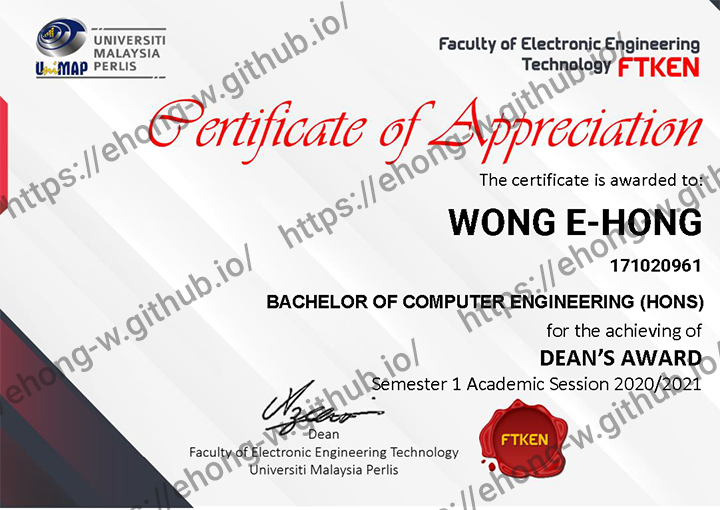 UNIVERSITI
MALAYSIA
PERLIS
UniMAP
Faculty of Electronic Engineering
Technology FTKEN
Certificate of Appreciation
The certificate is awarded to:
WONG E-HONG
171020961
BACHELOR OF COMPUTER ENGINEERING (HONS)
for the achieving of
DEAN'S AWARD
Semester 1 Academic Session 2020/2021
Dean
Faculty of Electronic Engineering Technology
Universiti Malaysia Perlis
FTKEN
https://ehong-w.github.io/
https://ehong-w.github.io/
https://ehong-w.github.io/
https://ehong-w.github.io/
https://ehong-w.github
https://ehong-w.github